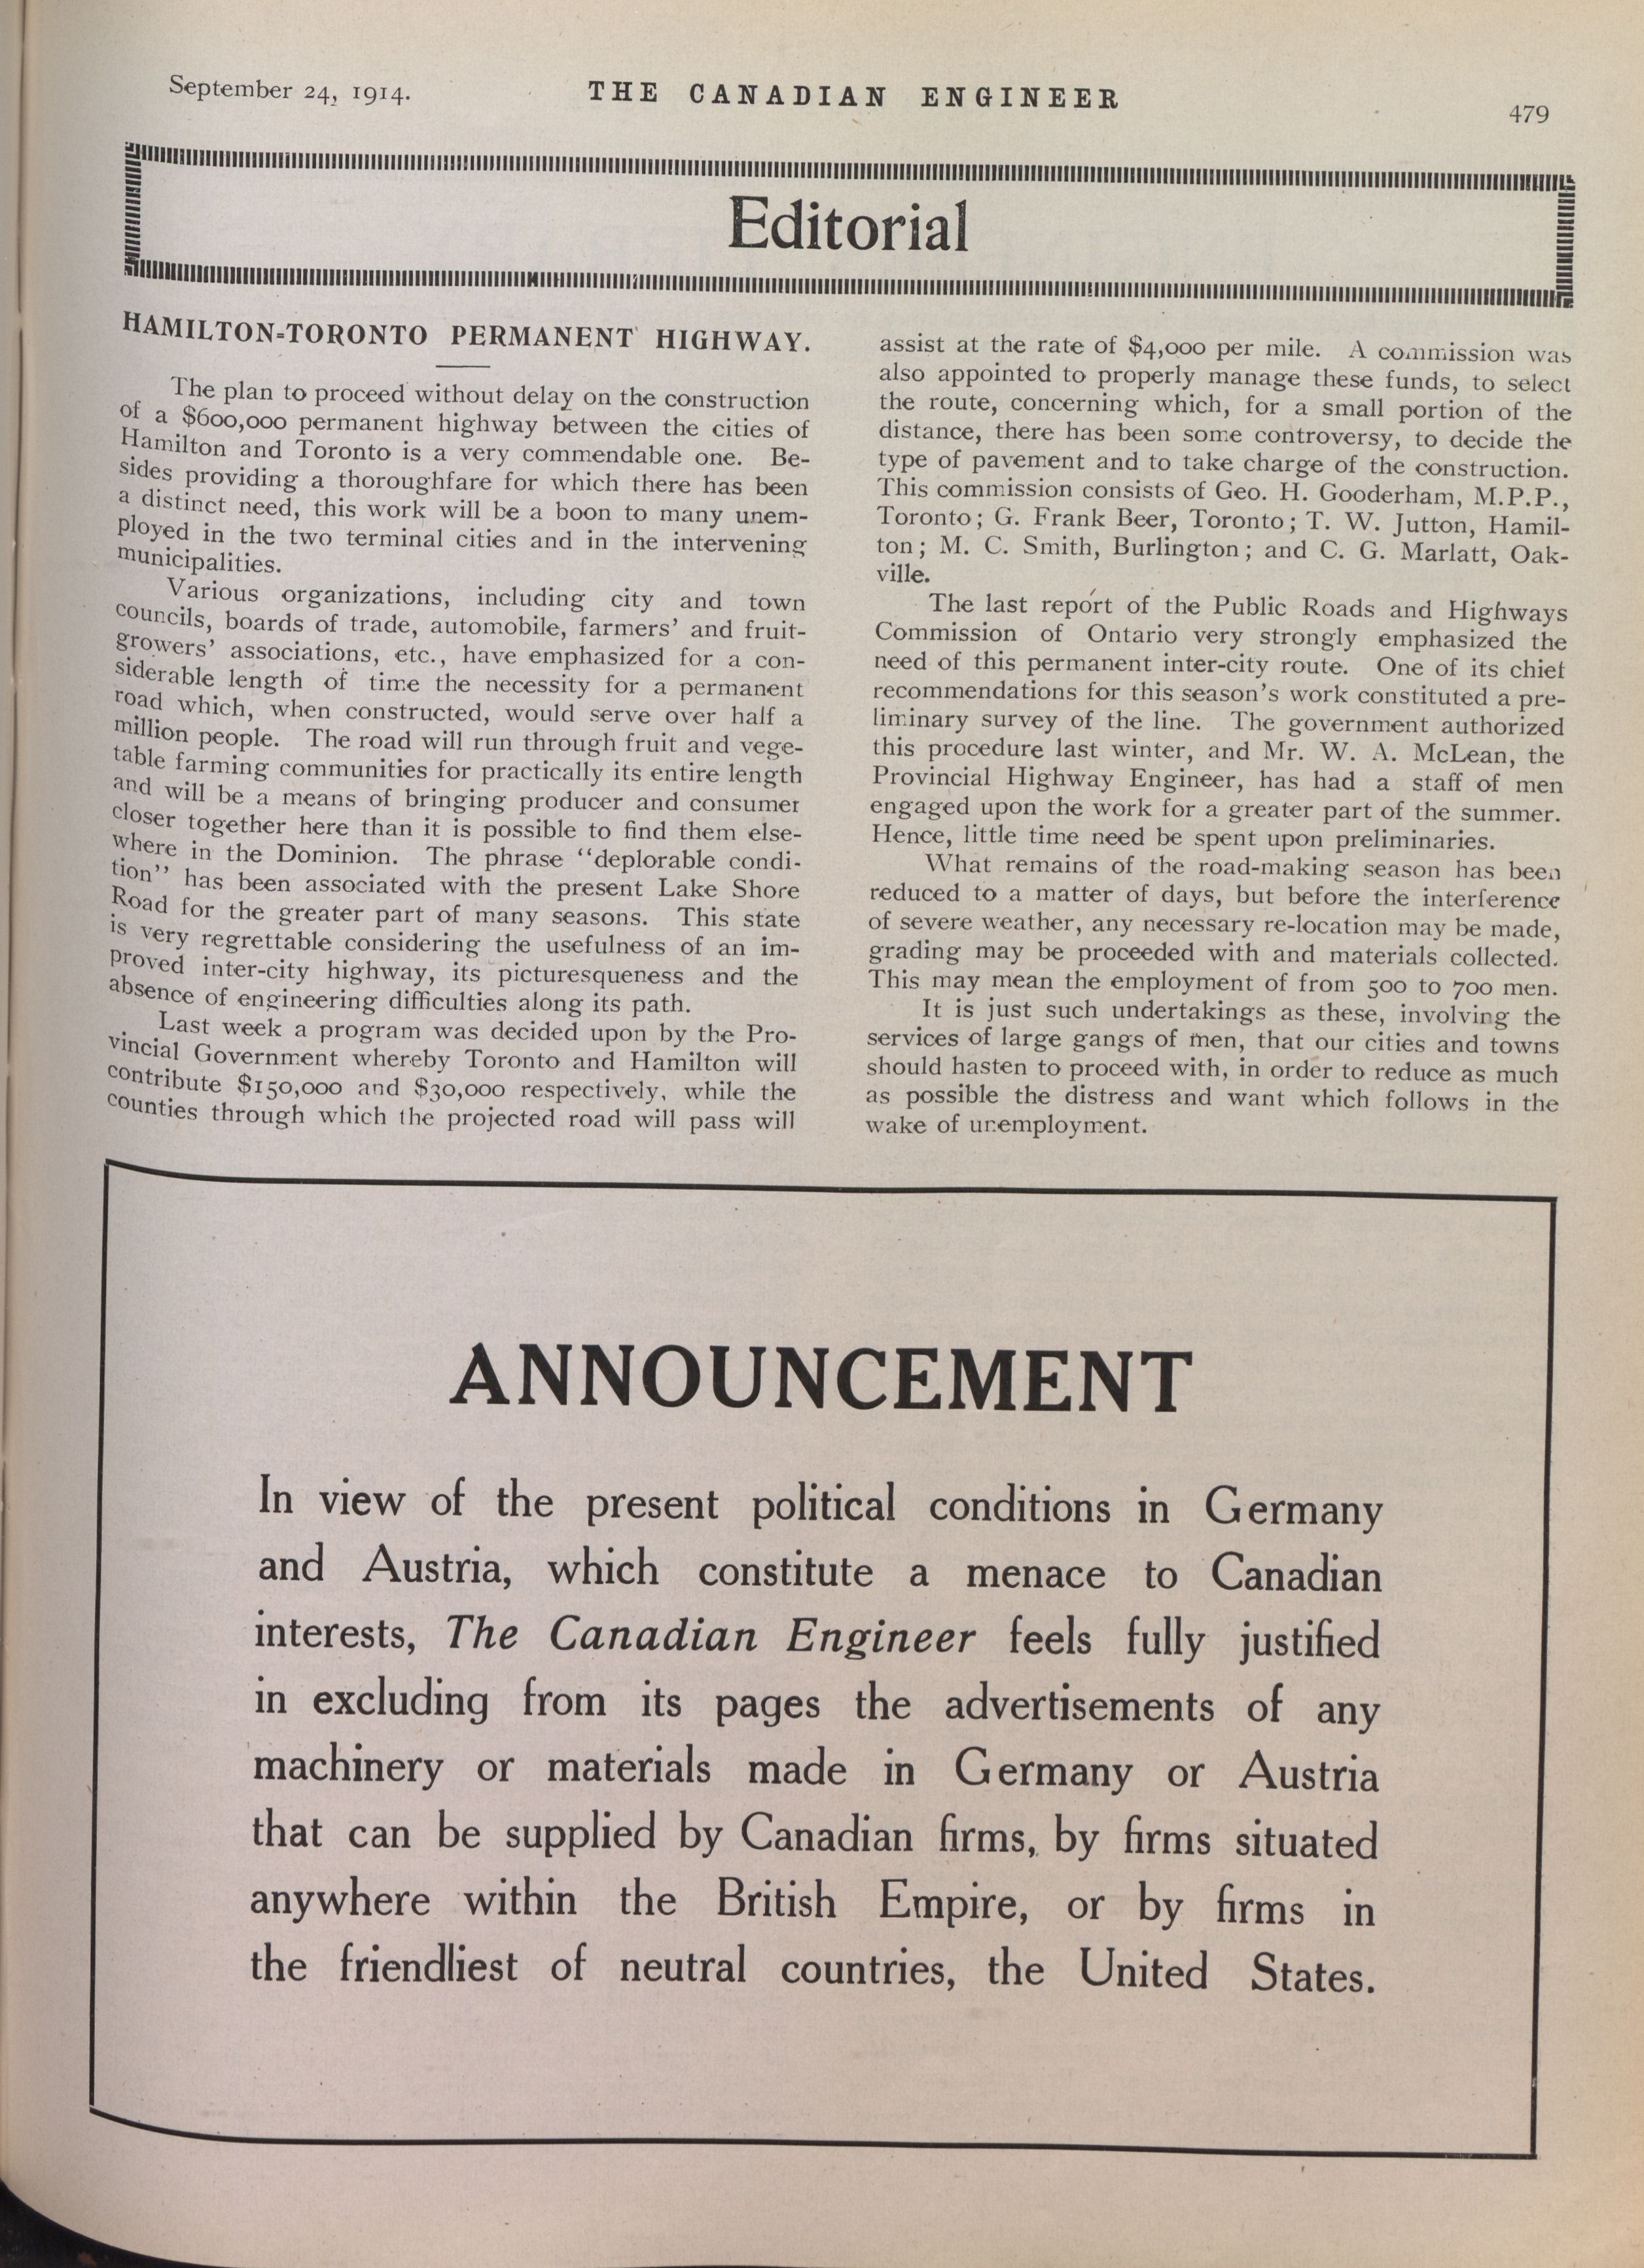 September 24, 1914.
THE CANADIAN ENGINEER
479
Editorial
HAMILTON-TORONTO PERMANENT HIGHWAY.
The plan to proceed without delay on the construction
of a $600,000 permanent highway between the cities of
Hamilton and Toronto is a very commendable one. Be-
sides providing a thoroughfare for which there has been
a distinct need, this work will be a boon to many unem-
ployed in the two terminal cities and in the intervening
municipalities.
Various organizations, including city and town
councils, boards of trade, automobile, farmers' and fruit-
growers' associations, etc., have emphasized for a con-
siderable length of time the necessity for a permanent
road which, when constructed, would serve over half a
million people. The road will run through fruit and vege-
table farming communities for practically its entire length
and will be a means of bringing producer and consumer
closer together here than it is possible to find them else-
where in the Dominion. The phrase "deplorable condi-
tion" has been associated with the present Lake Shore
Road for the greater part of many seasons. This state
is very regrettable considering the usefulness of an im-
proved inter-city highway, its picturesqueness and the
absence of engineering difficulties along its path.
Last week a program was decided upon by the Pro-
vincial Government whereby Toronto and Hamilton will
contribute $150,000 and $30,000 respectively, while the
counties through which the projected road will pass will
assist at the rate of $4,000 per mile. A commission was
also appointed to properly manage these funds, to select
the route, concerning which, for a small portion of the
distance, there has been some controversy, to decide the
type of pavement and to take charge of the construction.
This commission consists of Geo. H. Gooderham, M.P.P.,
Toronto; G. Frank Beer, Toronto; T. W. Jutton, Hamil-
ton; M. C. Smith, Burlington; and C. G. Marlatt, Oak-
ville.
The last report of the Public Roads and Highways
Commission of Ontario very strongly emphasized the
need of this permanent inter-city route. One of its chief
recommendations for this season's work constituted a pre-
liminary survey of the line. The government authorized
this procedure last winter, and Mr. W. A. McLean, the
Provincial Highway Engineer, has had a staff of men
engaged upon the work for a greater part of the summer.
Hence, little time need be spent upon preliminaries.
What remains of the road-making season has been
reduced to a matter of days, but before the interference
of severe weather, any necessary re-location may be made,
grading may be proceeded with and materials collected.
This may mean the employment of from 500 to 700 men.
It is just such undertakings as these, involving the
services of large gangs of men, that our cities and towns
should hasten to proceed with, in order to reduce as much
as possible the distress and want which follows in the
wake of unemployment.
ANNOUNCEMENT
In view of the present political conditions in Germany
and Austria, which constitute a menace to Canadian
interests, The Canadian Engineer feels fully justified
in excluding from its pages the advertisements of any
machinery or materials made in Germany or Austria
that can be supplied by Canadian firms, by firms situated
anywhere within the British Empire, or by firms in
the friendliest of neutral countries, the United States.